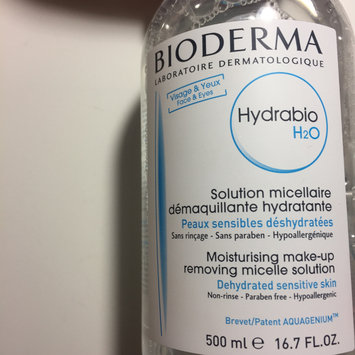 BIODERMA
LABORATOIRE DERMATOLOGIQUE
Visage & Yeux
Face & Eyes
Hydrabio
H2O
Solution micellaire
démaquillante hydratante
Peaux sensibles déshydratées
Sans rinçage - Sans paraben - Hypoallergénique
Moisturising make-up
removing micelle solution
Dehydrated sensitive skin
Non-rinse - Paraben free - Hypoallergenic
Brevet/Patent AQUAGENIUM™
500 ml ℮ 16.7 FL.OZ.